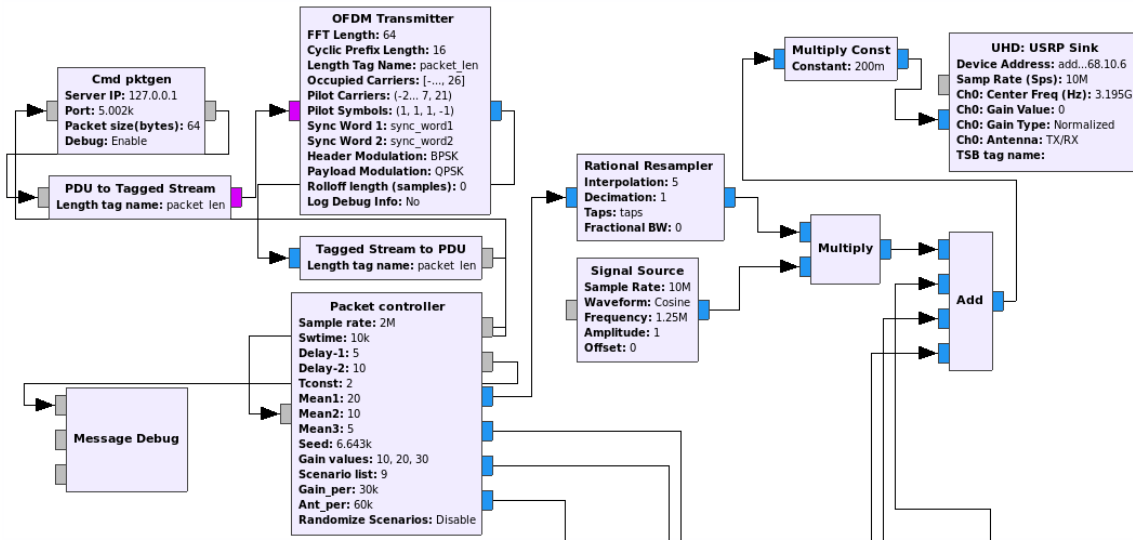 Cmd pktgen
Server IP: 127.0.0.1
Port: 5.002k
Packet size(bytes): 64
Debug: Enable
PDU to Tagged Stream
Length tag name: packet_len
OFDM Transmitter
FFT Length: 64
Cyclic Prefix Length: 16
Length Tag Name: packet_len
Occupied Carriers: [-..., 26]
Pilot Carriers: (-2... 7, 21)
Pilot Symbols: (1, 1, 1, -1)
Sync Word 1: sync_word1
Sync Word 2: sync_word2
Header Modulation: BPSK
Payload Modulation: QPSK
Rolloff length (samples): 0
Log Debug Info: No
Tagged Stream to PDU
Length tag name: packet_len
Packet controller
Sample rate: 2M
Swtime: 10k
Delay-1: 5
Delay-2: 10
Tconst: 2
Mean1: 20
Mean2: 10
Mean3: 5
Seed: 6.643k
Gain values: 10, 20, 30
Scenario list: 9
Gain_per: 30k
Ant_per: 60k
Randomize Scenarios: Disable
Message Debug
Rational Resampler
Interpolation: 5
Decimation: 1
Taps: taps
Fractional BW: 0
Signal Source
Sample Rate: 10M
Waveform: Cosine
Frequency: 1.25M
Amplitude: 1
Offset: 0
Multiply
Multiply Const
Constant: 200m
Add
UHD: USRP Sink
Device Address: add...68.10.6
Samp Rate (Sps): 10M
Ch0: Center Freq (Hz): 3.195G
Ch0: Gain Value: 0
Ch0: Gain Type: Normalized
Ch0: Antenna: TX/RX
TSB tag name: